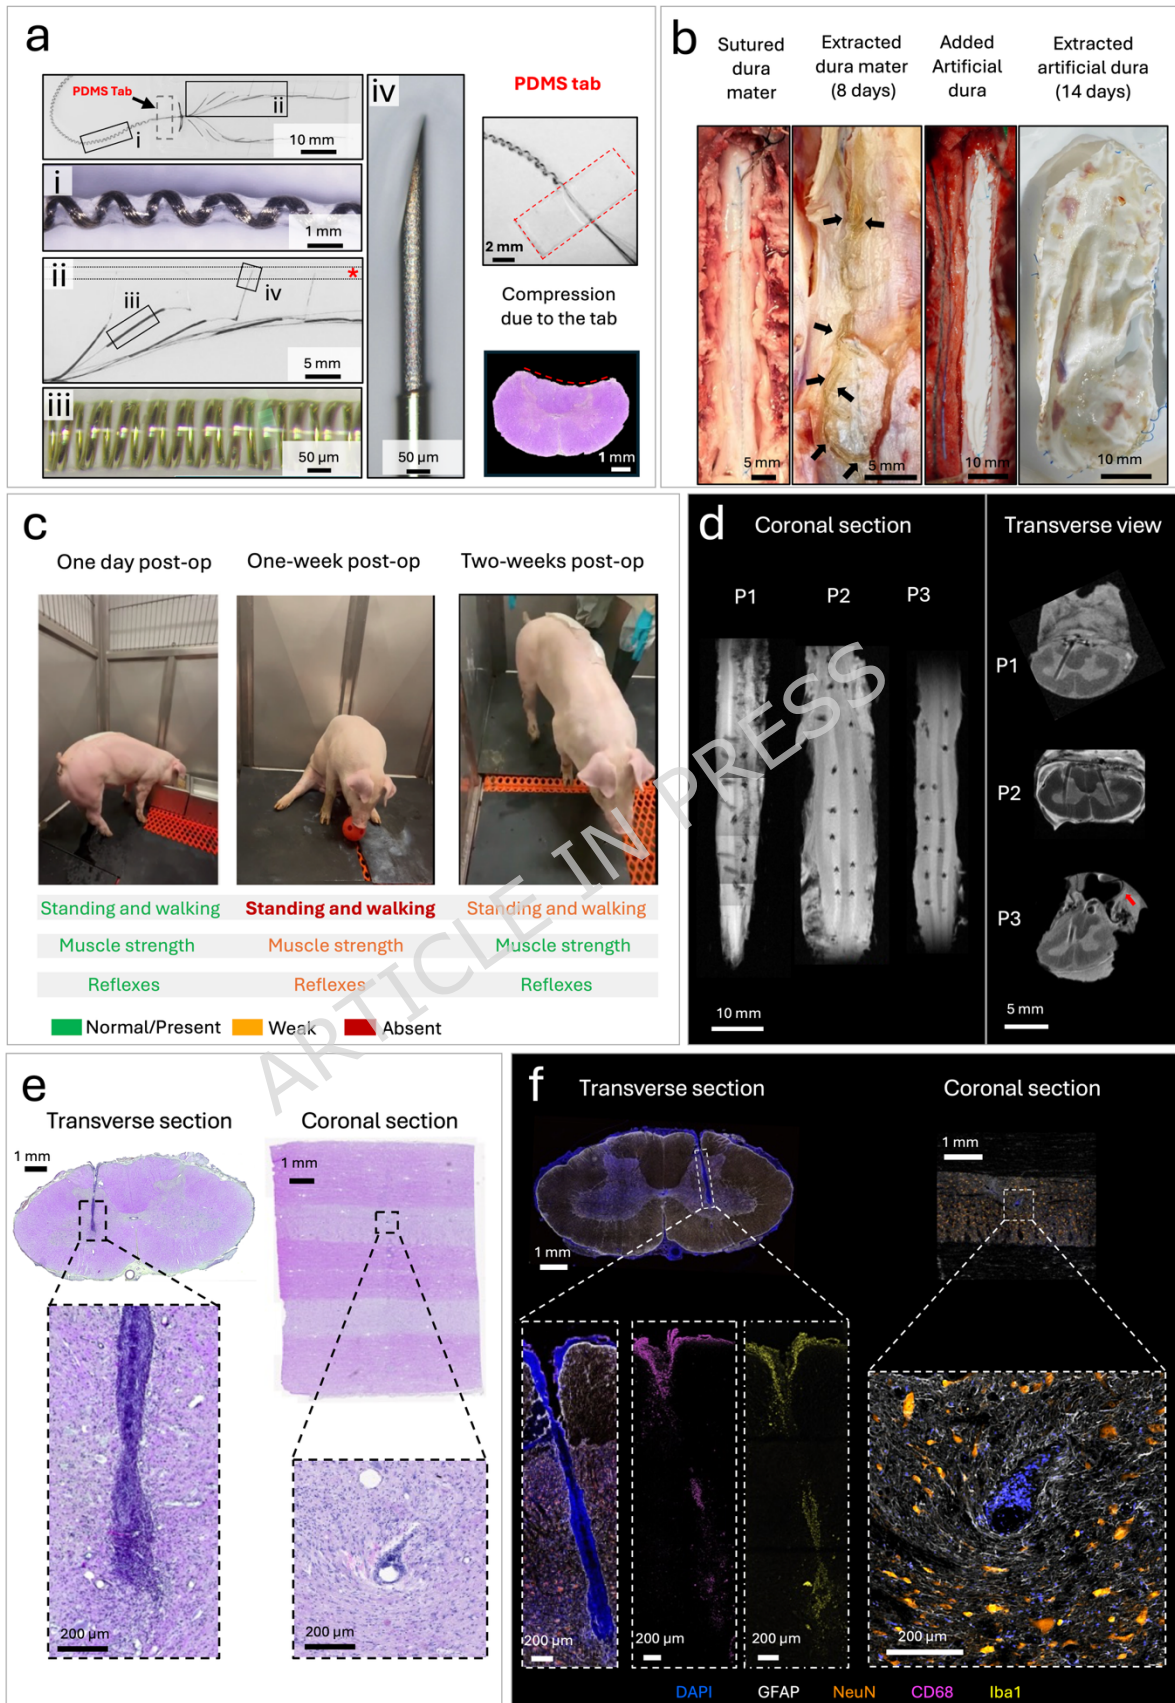 a
PDMS Tab
ii
i
10 mm
i
1 mm
ii
*
iii
iv
5 mm
iii
50 µm
iv
50 µm
PDMS tab
2 mm
Compression
due to the tab
1 mm
b
Sutured
dura
mater
Extracted
dura mater
(8 days)
Added
Artificial
dura
Extracted
artificial dura
(14 days)
5 mm
5 mm
10 mm
10 mm
c
One day post-op
One-week post-op
Two-weeks post-op
Standing and walking
Standing and walking
Standing and walking
Muscle strength
Muscle strength
Muscle strength
Reflexes
Reflexes
Reflexes
Normal/Present
Weak
Absent
d
Coronal section
Transverse view
P1
P2
P3
P1
P2
P3
10 mm
5 mm
ARTICLE IN PRESS
e
Transverse section
Coronal section
1 mm
1 mm
200 µm
200 µm
f
Transverse section
Coronal section
1 mm
1 mm
200 µm
200 µm
200 µm
200 µm
DAPI
GFAP
NeuN
CD68
Iba1